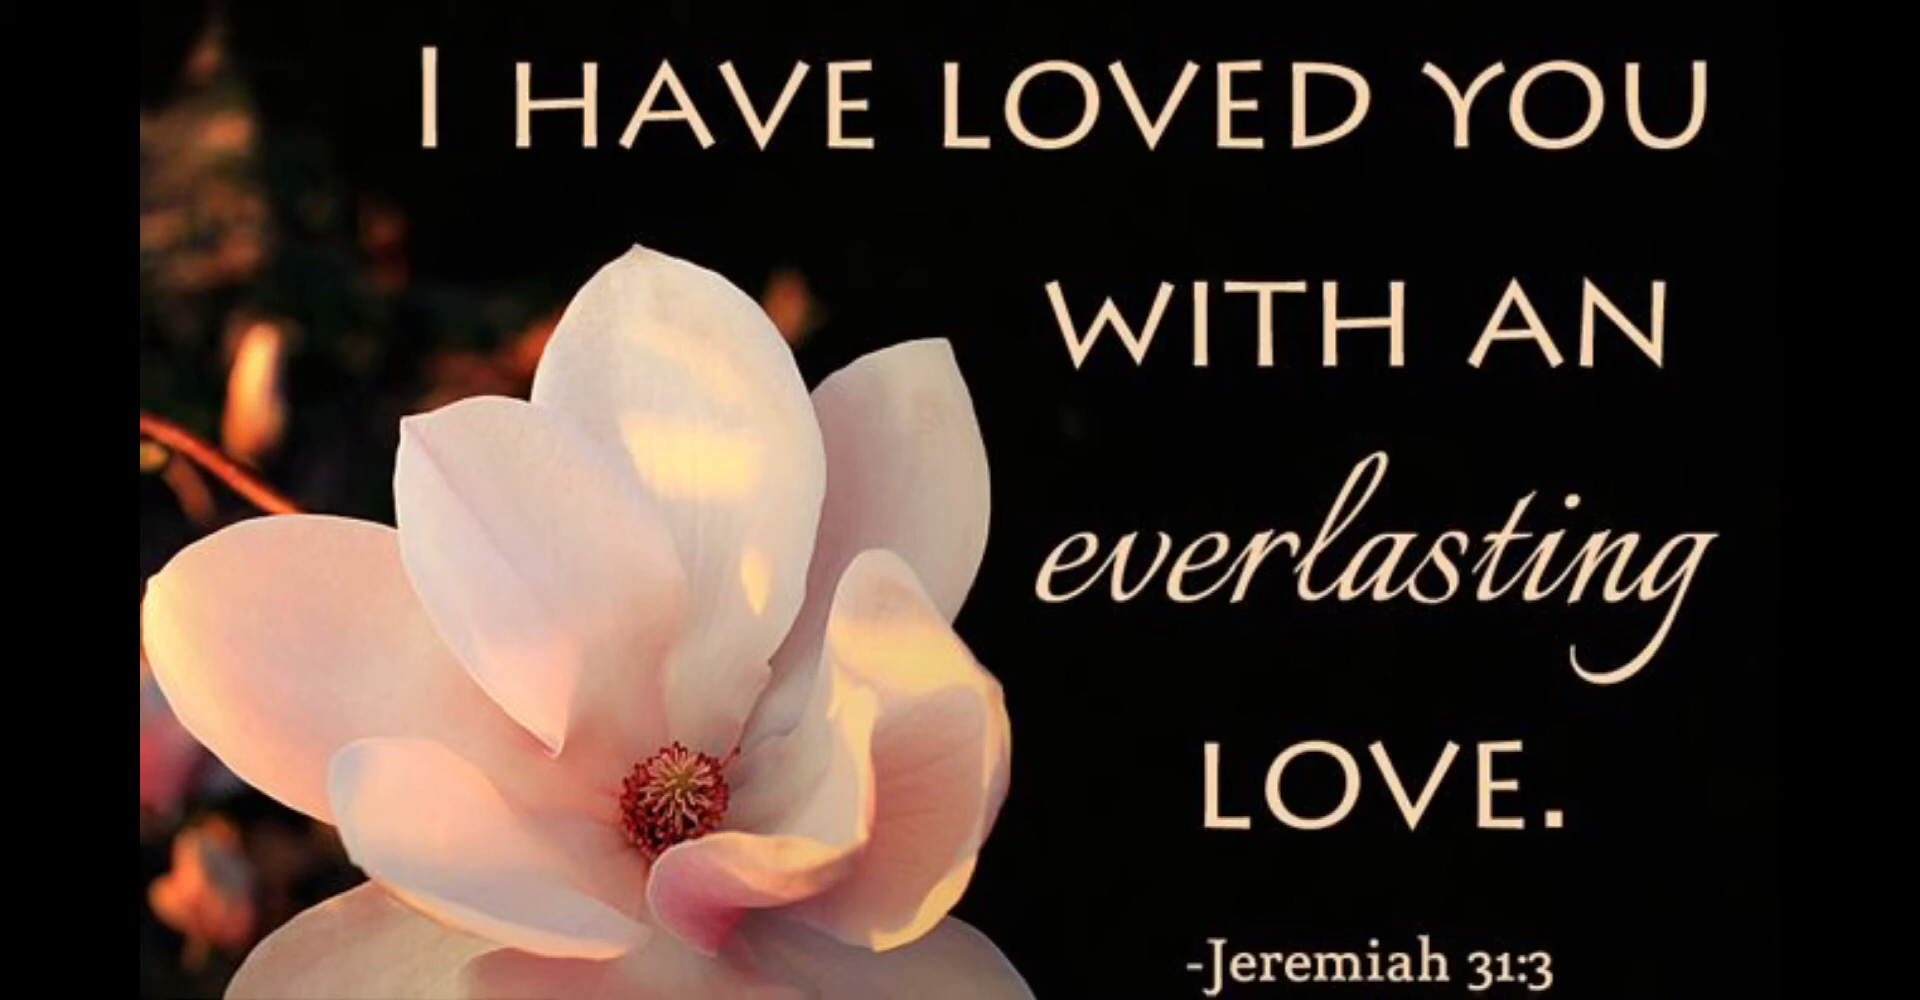 I HAVE LOVED YOU
WITH AN
everlasting
LOVE.
-Jeremiah 31:3